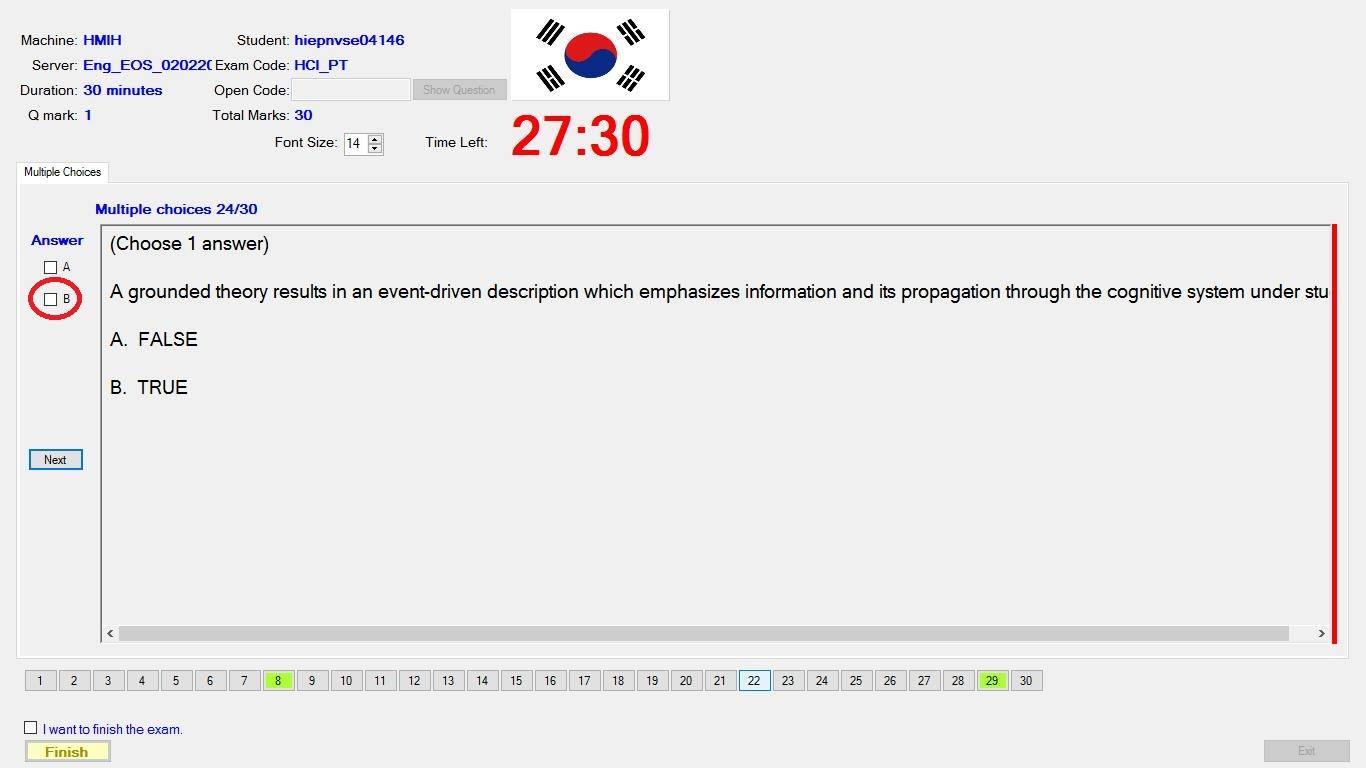 Machine: HMIH Student: hiepnvse04146
Server: Eng_EOS_02022 Exam Code: HCI_PT
Duration: 30 minutes Open Code: Show Question
Q mark: 1 Total Marks: 30
Font Size: 14 Time Left: 27:30
Multiple Choices
Multiple choices 24/30
Answer
A
B
(Choose 1 answer)
A grounded theory results in an event-driven description which emphasizes information and its propagation through the cognitive system under stu
A. FALSE
B. TRUE
Next
1 2 3 4 5 6 7 8 9 10 11 12 13 14 15 16 17 18 19 20 21 22 23 24 25 26 27 28 29 30
I want to finish the exam.
Finish
Exit